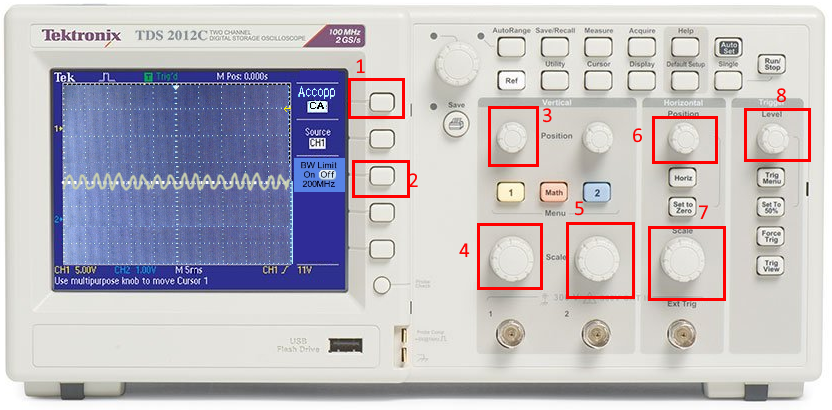 Tektronix TDS 2012C TWO CHANNEL
DIGITAL STORAGE OSCILLOSCOPE
100 MHz
2 GS/s
Tek T Trig'd M Pos: 0.000s
Accopp
CA
Source
CH1
BW Limit
On Off
200MHz
1
2
CH1 5.00V CH2 1.00V M 5ms CH1 11V
Use multipurpose knob to move Cursor 1
1
2
USB
Flash Drive
AutoRange Save/Recall Measure Acquire Help
Auto
Set
Ref Utility Cursor Display Default Setup Single
Run/
Stop
Save
Vertical Horizontal Trigger
3
Position
6
Position
8
Level
1 Math 2
Menu
Horiz
Set to
Zero
Trig
Menu
Set To
50%
Force
Trig
Trig
View
4
Scale
5
7
Scale
1 2 Ext Trig